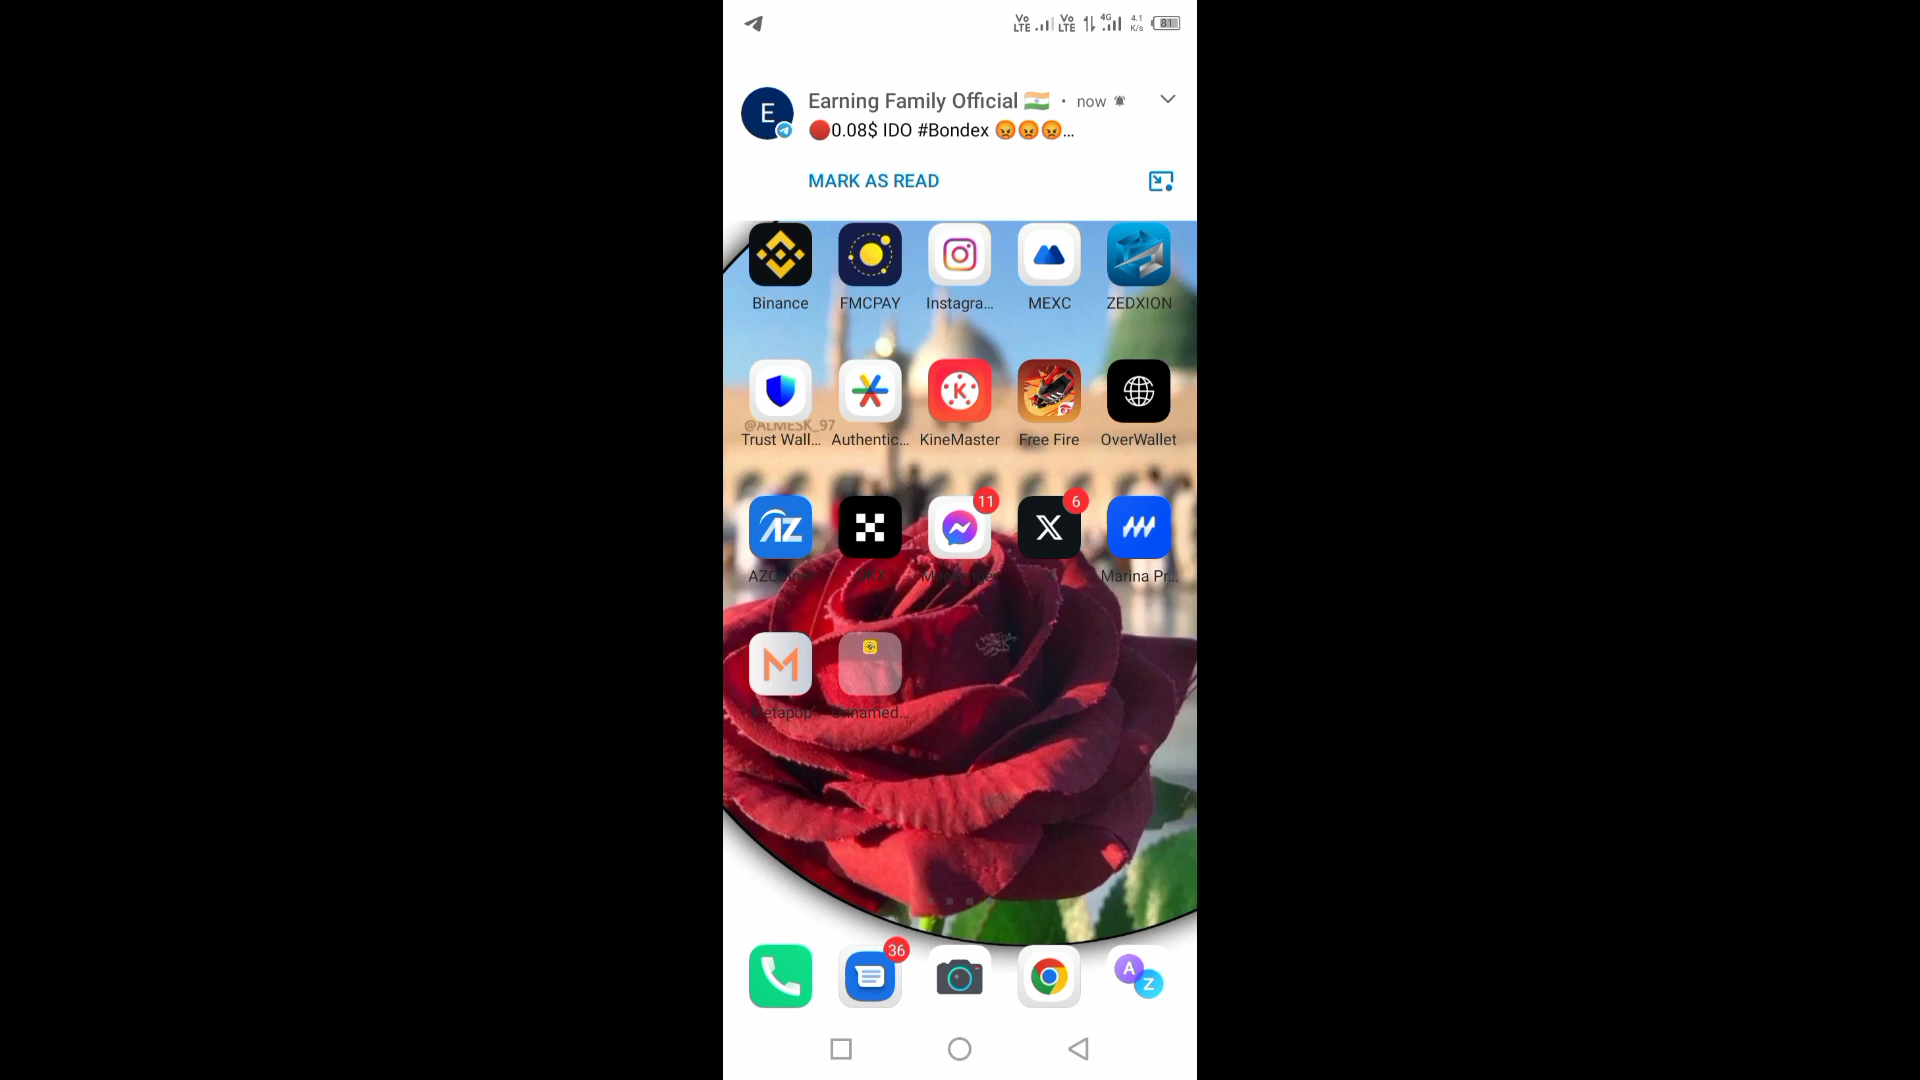 Vo
LTE
Vo
LTE
4G
4.1
K/s
81
E
Earning Family Official 🇮🇳 · now
🔴0.08$ IDO #Bondex 😡😡😡...
MARK AS READ
Binance
FMCPAY
Instagra...
MEXC
ZEDXION
@ALMESK_97
Trust Wall...
Authentic...
KineMaster
Free Fire
OverWallet
11
6
AZ
Marina Pr...
Metapop
Unnamed...
36
A
Z